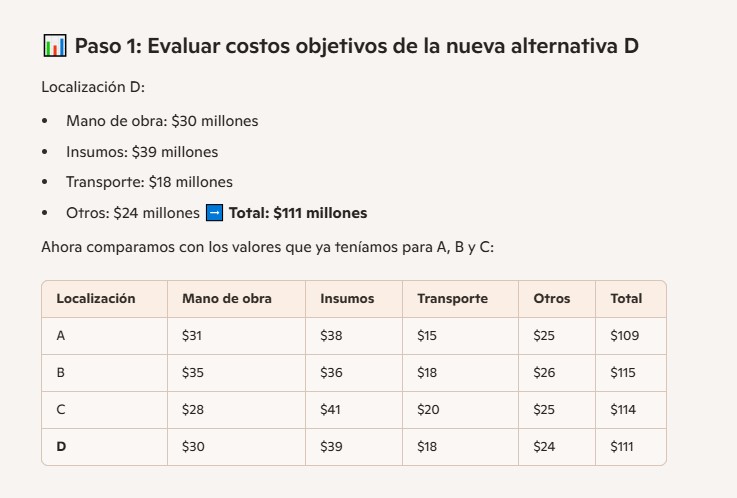 📊 Paso 1: Evaluar costos objetivos de la nueva alternativa D
Localización D:
• Mano de obra: $30 millones
• Insumos: $39 millones
• Transporte: $18 millones
• Otros: $24 millones ➡️ Total: $111 millones
Ahora comparamos con los valores que ya teníamos para A, B y C:
Localización Mano de obra Insumos Transporte Otros Total
A $31 $38 $15 $25 $109
B $35 $36 $18 $26 $115
C $28 $41 $20 $25 $114
D $30 $39 $18 $24 $111